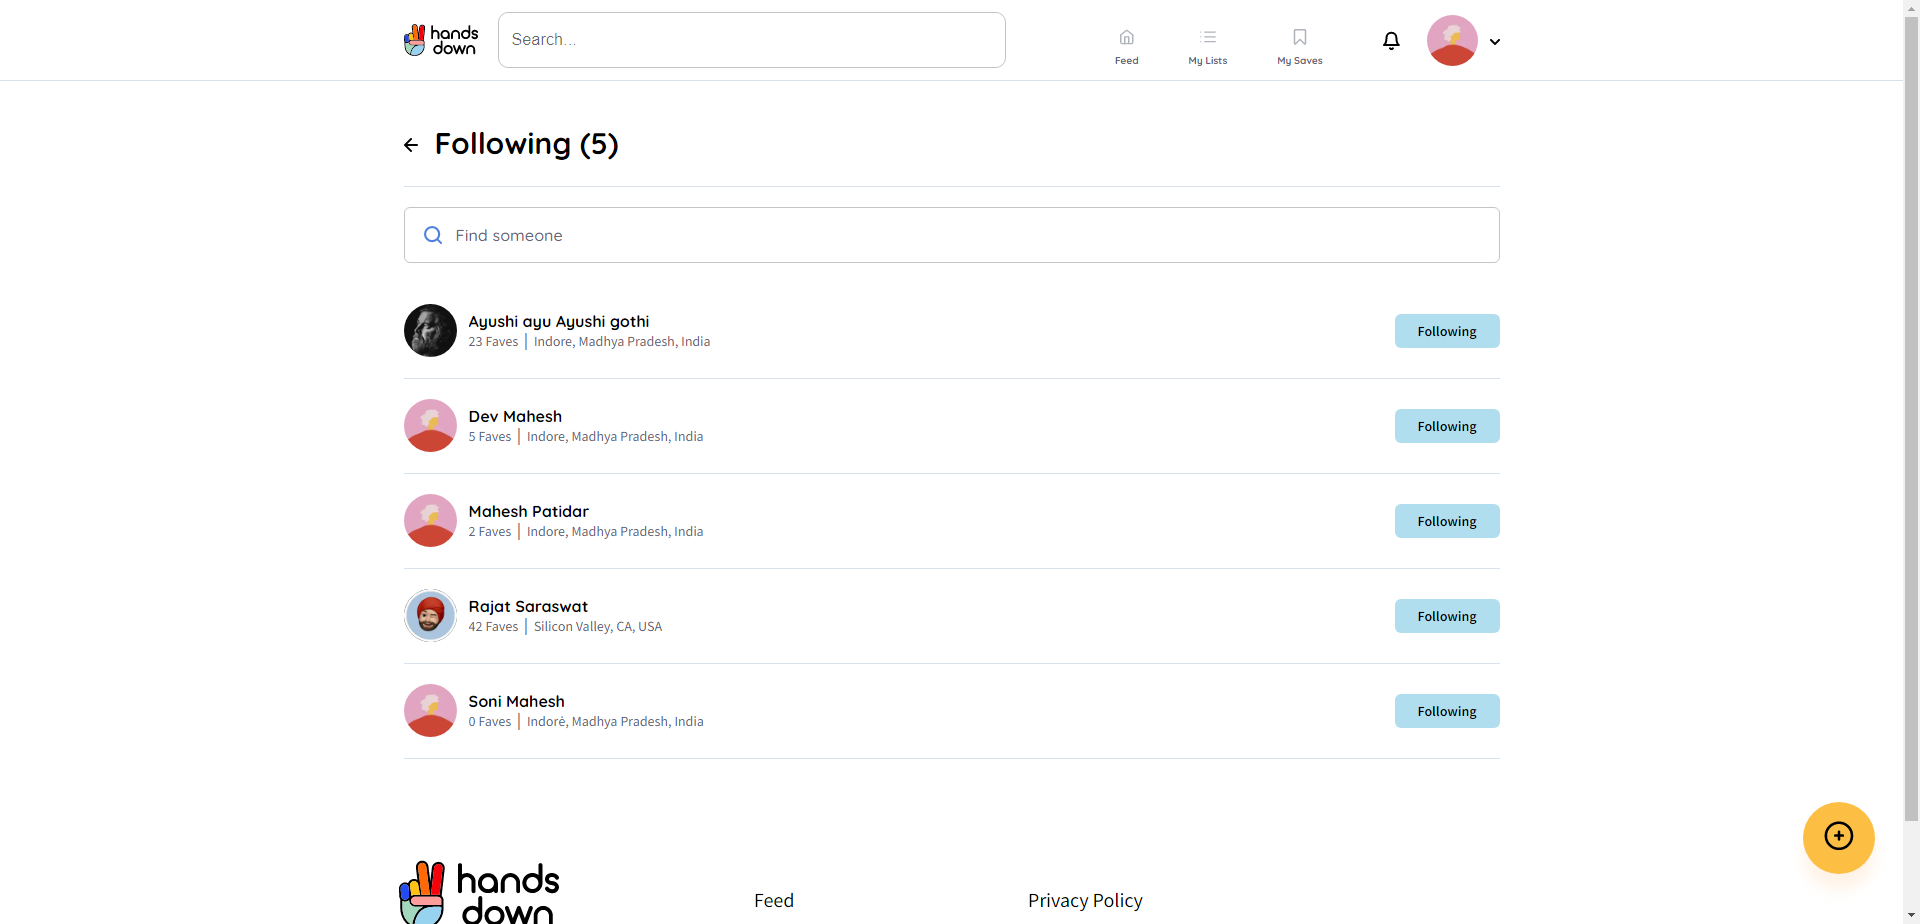 hands
down
Search...
Feed
My Lists
My Saves
Following (5)
Find someone
Ayushi ayu Ayushi gothi
23 Faves | Indore, Madhya Pradesh, India
Following
Dev Mahesh
5 Faves | Indore, Madhya Pradesh, India
Following
Mahesh Patidar
2 Faves | Indore, Madhya Pradesh, India
Following
Rajat Saraswat
42 Faves | Silicon Valley, CA, USA
Following
Soni Mahesh
0 Faves | Indorė, Madhya Pradesh, India
Following
hands
down
Feed
Privacy Policy